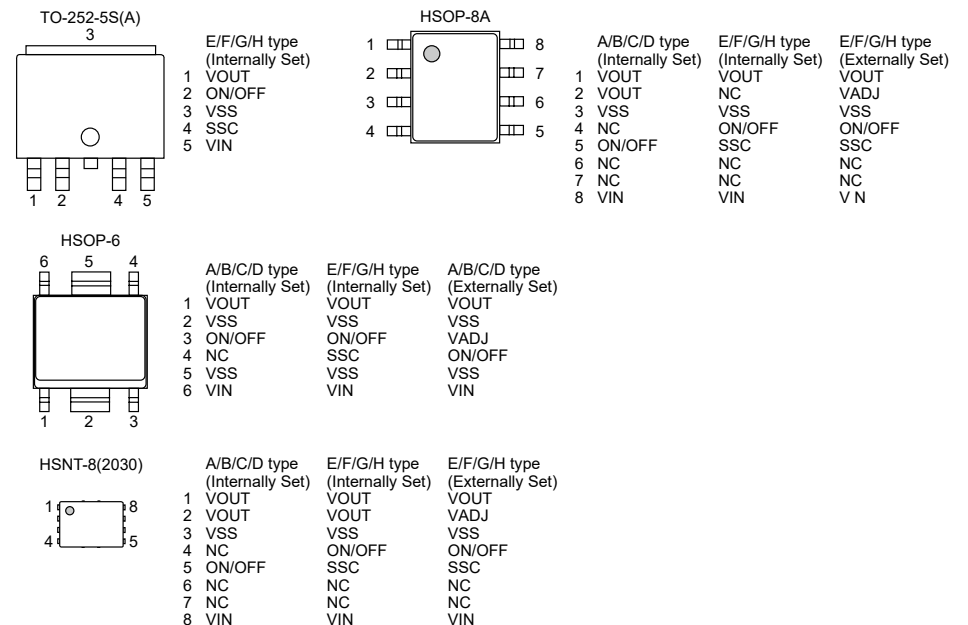 TO-252-5S(A)
3
1 2 4 5
E/F/G/H type
(Internally Set)
1 VOUT
2 ON/OFF
3 VSS
4 SSC
5 VIN
HSOP-8A
1 8
2 7
3 6
4 5
A/B/C/D type E/F/G/H type E/F/G/H type
(Internally Set) (Internally Set) (Externally Set)
1 VOUT VOUT VOUT
2 VOUT NC VADJ
3 VSS VSS VSS
4 NC ON/OFF ON/OFF
5 ON/OFF SSC SSC
6 NC NC NC
7 NC NC NC
8 VIN VIN V N
HSOP-6
6 5 4
1 2 3
A/B/C/D type E/F/G/H type A/B/C/D type
(Internally Set) (Internally Set) (Externally Set)
1 VOUT VOUT VOUT
2 VSS VSS VSS
3 ON/OFF ON/OFF VADJ
4 NC SSC ON/OFF
5 VSS VSS VSS
6 VIN VIN VIN
HSNT-8(2030)
1 8
4 5
A/B/C/D type E/F/G/H type E/F/G/H type
(Internally Set) (Internally Set) (Externally Set)
1 VOUT VOUT VOUT
2 VOUT VOUT VADJ
3 VSS VSS VSS
4 NC ON/OFF ON/OFF
5 ON/OFF SSC SSC
6 NC NC NC
7 NC NC NC
8 VIN VIN VIN